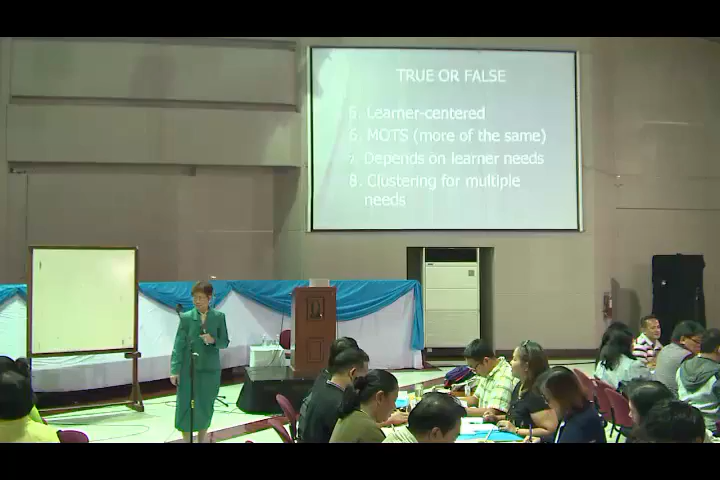 TRUE OR FALSE
5. Learner-centered
6. MOTS (more of the same)
7. Depends on learner needs
8. Clustering for multiple
needs